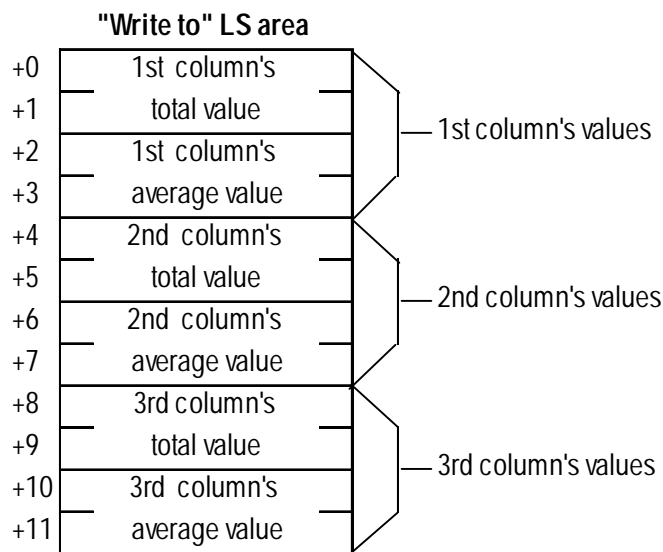 "Write to" LS area
+0 1st column's
+1 total value
1st column's values
+2 1st column's
+3 average value
+4 2nd column's
+5 total value
2nd column's values
+6 2nd column's
+7 average value
+8 3rd column's
+9 total value
3rd column's values
+10 3rd column's
+11 average value